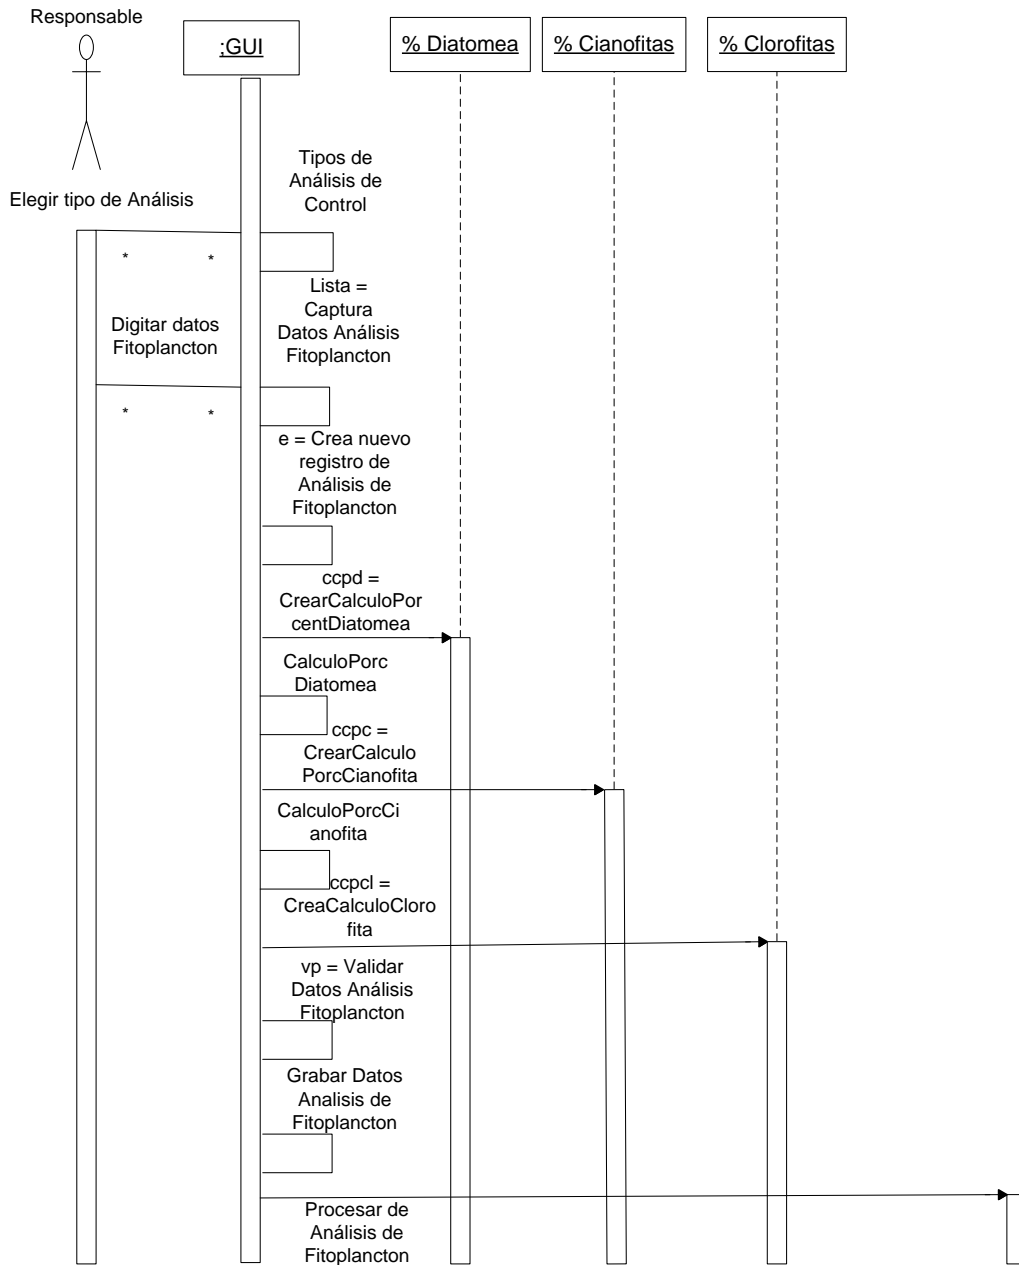 Responsable
;GUI
% Diatomea
% Cianofitas
% Clorofitas
Tipos de
Análisis de
Control
Elegir tipo de Análisis
* *
Lista =
Captura
Datos Análisis
Fitoplancton
Digitar datos
Fitoplancton
* *
e = Crea nuevo
registro de
Análisis de
Fitoplancton
ccpd =
CrearCalculoPor
centDiatomea
CalculoPorc
Diatomea
ccpc =
CrearCalculo
PorcCianofita
CalculoPorcCi
anofita
ccpcl =
CreaCalculoCloro
fita
vp = Validar
Datos Análisis
Fitoplancton
Grabar Datos
Analisis de
Fitoplancton
Procesar de
Análisis de
Fitoplancton